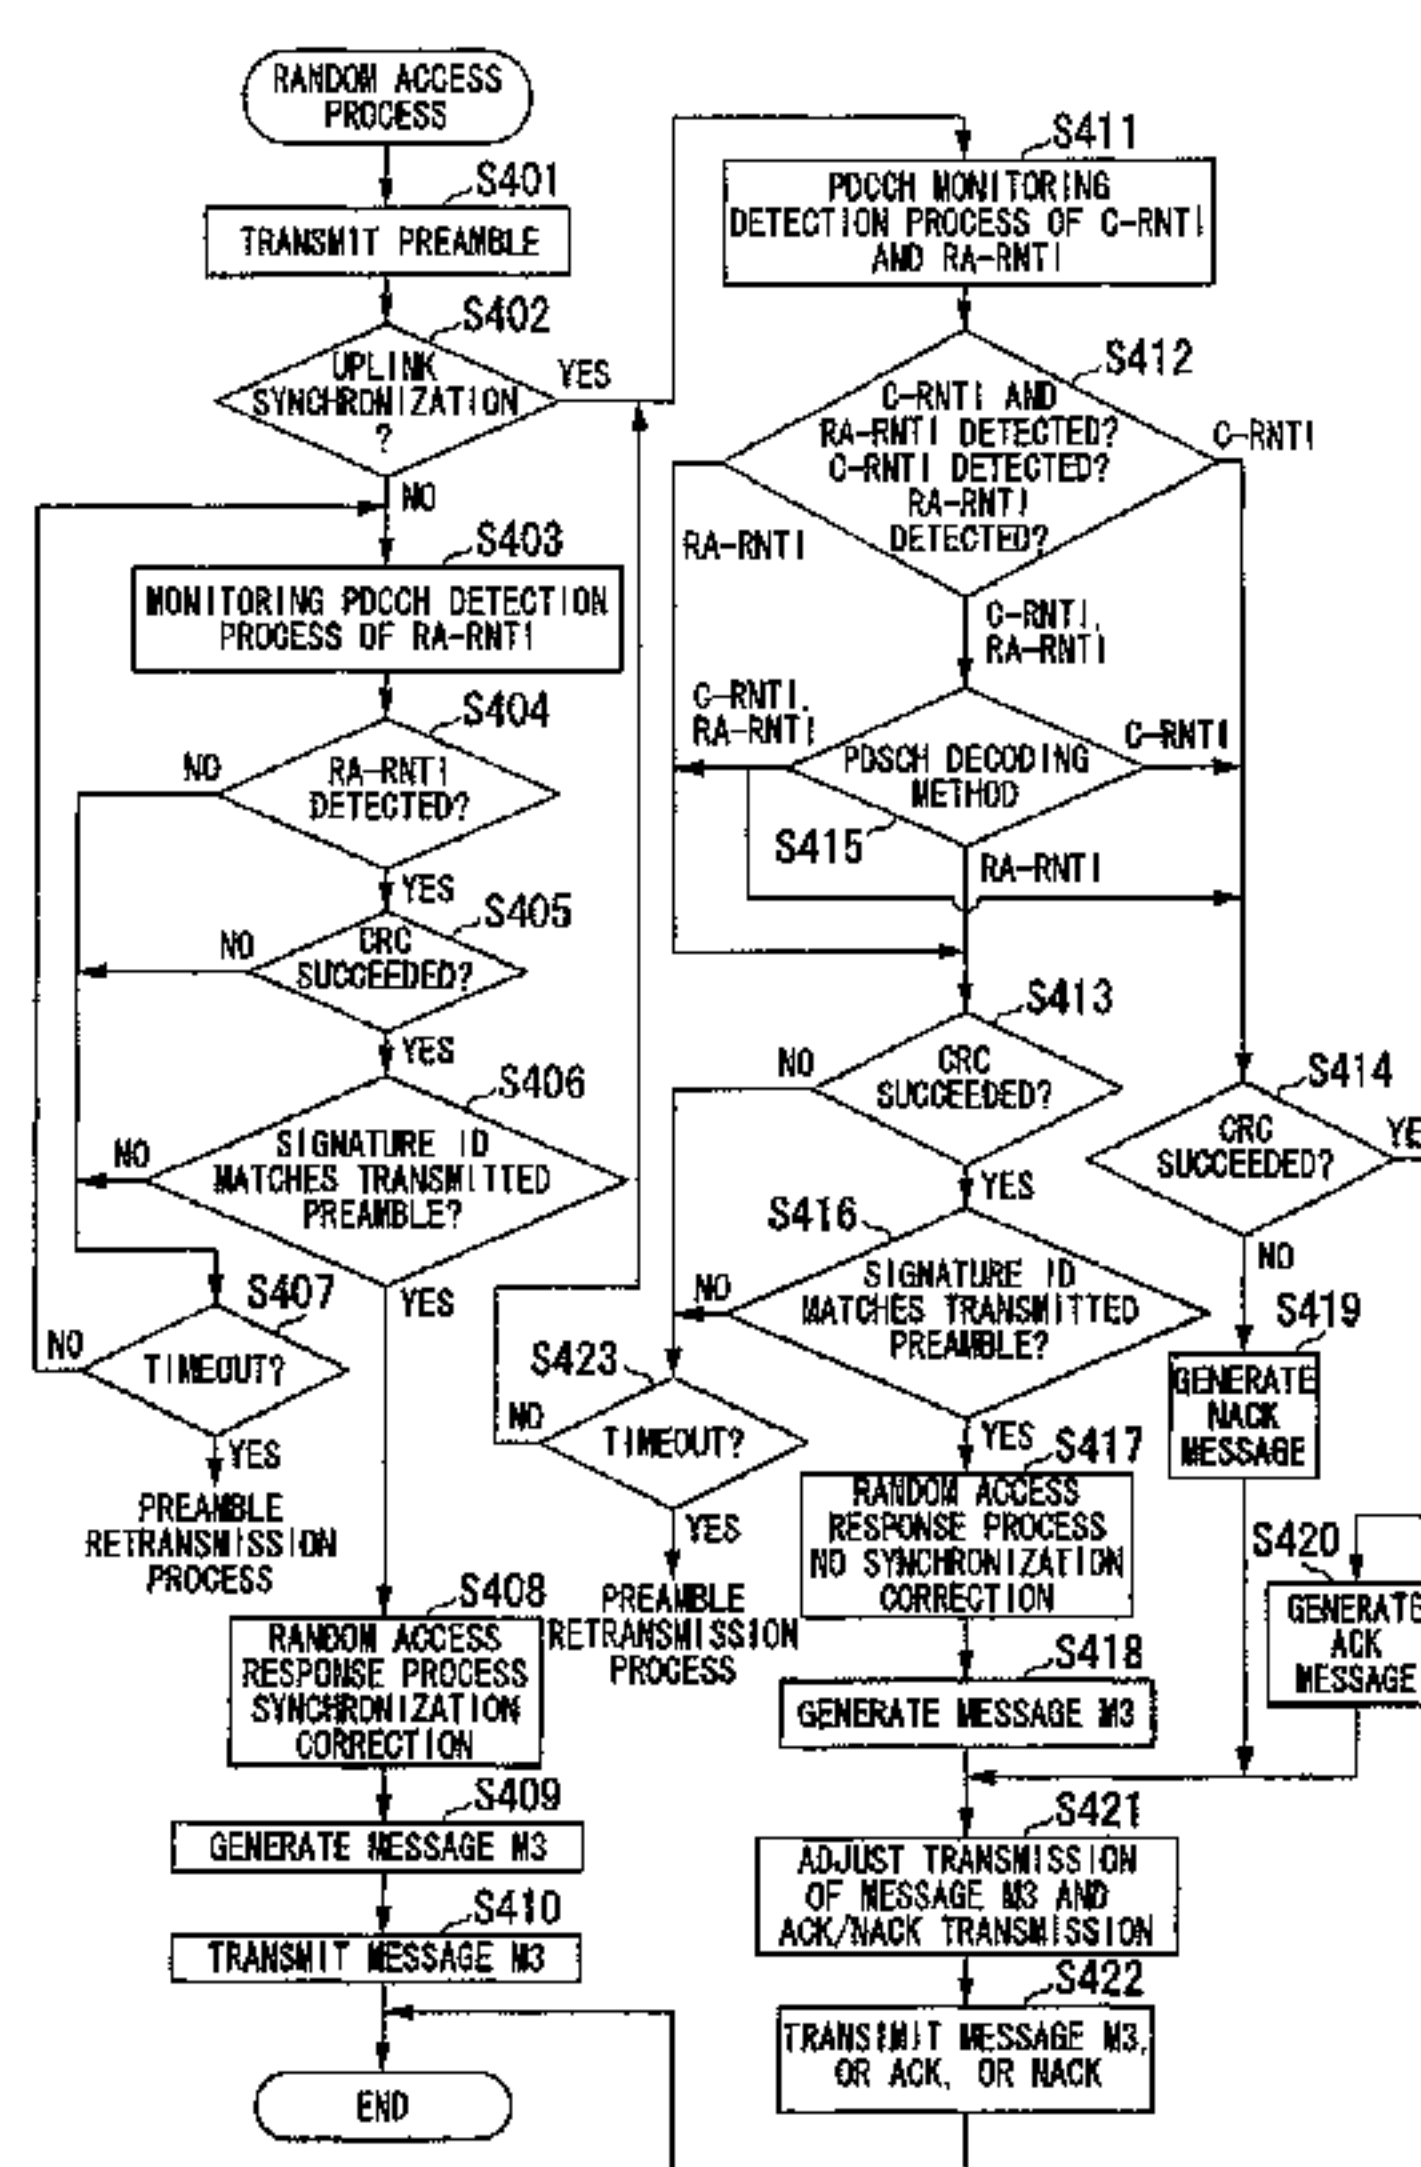 RANDOM ACCESS
PROCESS
S401
TRANSMIT PREAMBLE
S402
UPLINK
SYNCHRONIZATION
?
YES
NO
S403
MONITORING PDCCH DETECTION
PROCESS OF RA-RNTI
S404
RA-RNTI
DETECTED?
NO
YES
S405
CRC
SUCCEEDED?
NO
YES
S406
SIGNATURE ID
MATCHES TRANSMITTED
PREAMBLE?
NO
YES
S407
TIMEOUT?
NO
YES
PREAMBLE
RETRANSMISSION
PROCESS
S408
RANDOM ACCESS
RESPONSE PROCESS
SYNCHRONIZATION
CORRECTION
S409
GENERATE MESSAGE M3
S410
TRANSMIT MESSAGE M3
END
S411
PDCCH MONITORING
DETECTION PROCESS OF C-RNTI
AND RA-RNTI
S412
C-RNTI AND
RA-RNTI DETECTED?
C-RNTI DETECTED?
RA-RNTI
DETECTED?
C-RNTI
RA-RNTI
C-RNTI,
RA-RNTI
C-RNTI,
RA-RNTI
PDSCH DECODING
METHOD
C-RNTI
S415
RA-RNTI
S413
CRC
SUCCEEDED?
NO
YES
S414
CRC
SUCCEEDED?
YE
NO
S416
SIGNATURE ID
MATCHES TRANSMITTED
PREAMBLE?
NO
YES
S423
TIMEOUT?
NO
YES
PREAMBLE
RETRANSMISSION
PROCESS
S417
RANDOM ACCESS
RESPONSE PROCESS
NO SYNCHRONIZATION
CORRECTION
S418
GENERATE MESSAGE M3
S419
GENERATE
NACK
MESSAGE
S420
GENERATE
ACK
MESSAGE
S421
ADJUST TRANSMISSION
OF MESSAGE M3 AND
ACK/NACK TRANSMISSION
S422
TRANSIMIT MESSAGE M3,
OR ACK, OR NACK